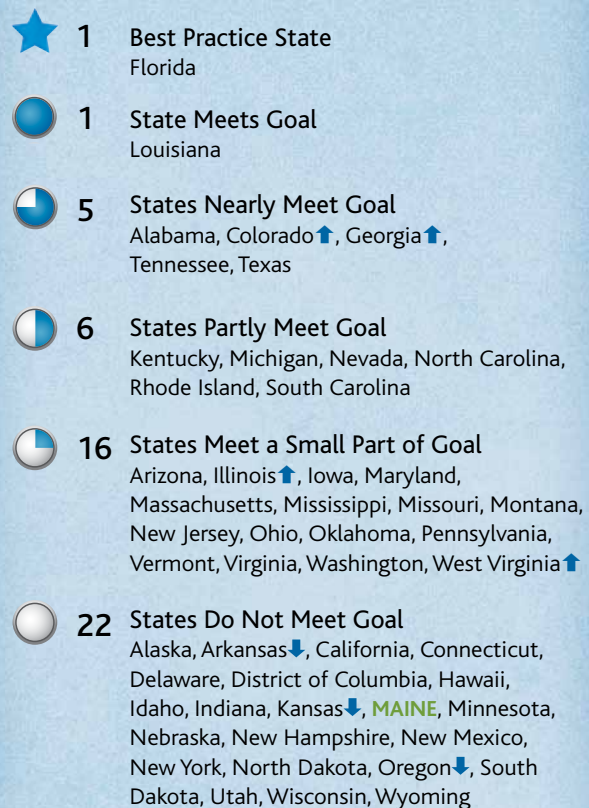 1 Best Practice State
Florida
1 State Meets Goal
Louisiana
5 States Nearly Meet Goal
Alabama, Colorado⬆, Georgia⬆,
Tennessee, Texas
6 States Partly Meet Goal
Kentucky, Michigan, Nevada, North Carolina,
Rhode Island, South Carolina
16 States Meet a Small Part of Goal
Arizona, Illinois⬆, Iowa, Maryland,
Massachusetts, Mississippi, Missouri, Montana,
New Jersey, Ohio, Oklahoma, Pennsylvania,
Vermont, Virginia, Washington, West Virginia⬆
22 States Do Not Meet Goal
Alaska, Arkansas⬇, California, Connecticut,
Delaware, District of Columbia, Hawaii,
Idaho, Indiana, Kansas⬇, MAINE, Minnesota,
Nebraska, New Hampshire, New Mexico,
New York, North Dakota, Oregon⬇, South
Dakota, Utah, Wisconsin, Wyoming